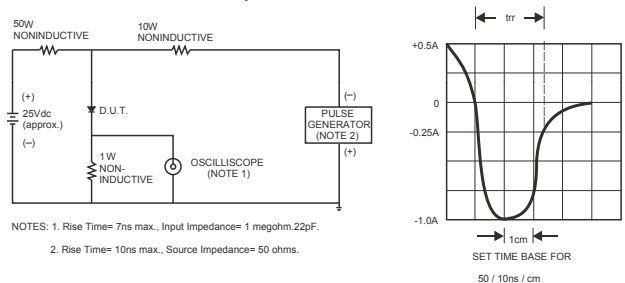 50W
NONINDUCTIVE
10W
NONINDUCTIVE
(+)
25Vdc
(approx.)
(–)
D.U.T.
1W
NON-
INDUCTIVE
OSCILLISCOPE
(NOTE 1)
(–)
PULSE
GENERATOR
(NOTE 2)
(+)
NOTES: 1. Rise Time= 7ns max., Input Impedance= 1 megohm.22pF.
2. Rise Time= 10ns max., Source Impedance= 50 ohms.
trr
+0.5A
0
-0.25A
-1.0A
1cm
SET TIME BASE FOR
50 / 10ns / cm